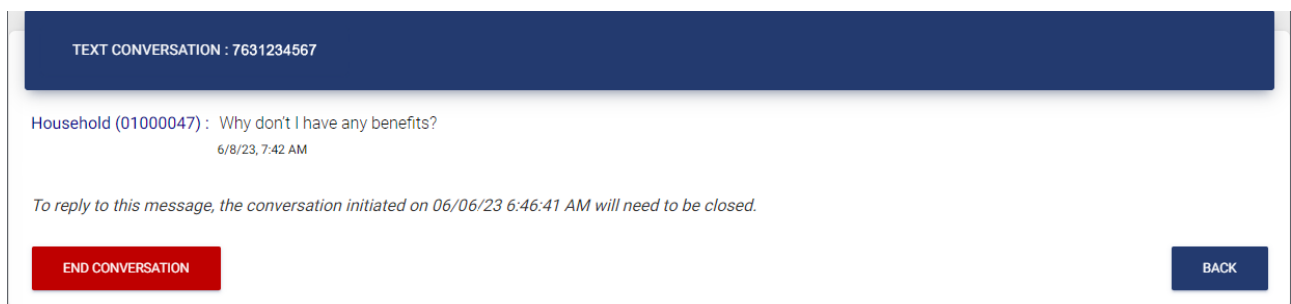 TEXT CONVERSATION : 7631234567
Household (01000047) : Why don't I have any benefits?
6/8/23, 7:42 AM
To reply to this message, the conversation initiated on 06/06/23 6:46:41 AM will need to be closed.
END CONVERSATION
BACK